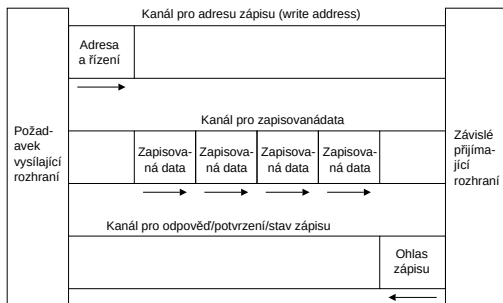 Kanál pro adresu zápisu (write address)
Adresa
a řízení
Požad-
avek
vysílající
rozhraní
Kanál pro zapisovanádata
Zapisova-
ná data
Zapisova-
ná data
Zapisova-
ná data
Zapisova-
ná data
Závislé
přijíma-
jící
rozhraní
Kanál pro odpověď/potvrzení/stav zápisu
Ohlas
zápisu